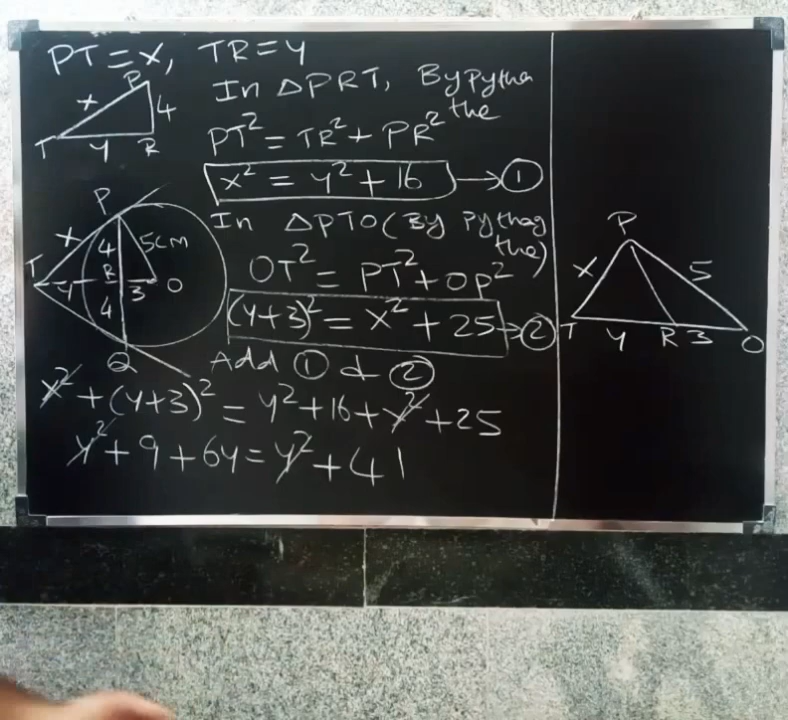 PT = x, TR = y
In △PRT, By Pytha
the
P
x
4
T
y
R
PT² = TR² + PR²
x² = y² + 16 → ①
In △PTO (By Pythag
the)
P
x
4
5cm
T
y
R
3
O
4
Q
OT² = PT² + OP²
(y+3)² = x² + 25 → ②
Add ① & ②
x² + (y+3)² = y² + 16 + x² + 25
y² + 9 + 6y = y² + 41
P
x
5
T
y
R
3
O